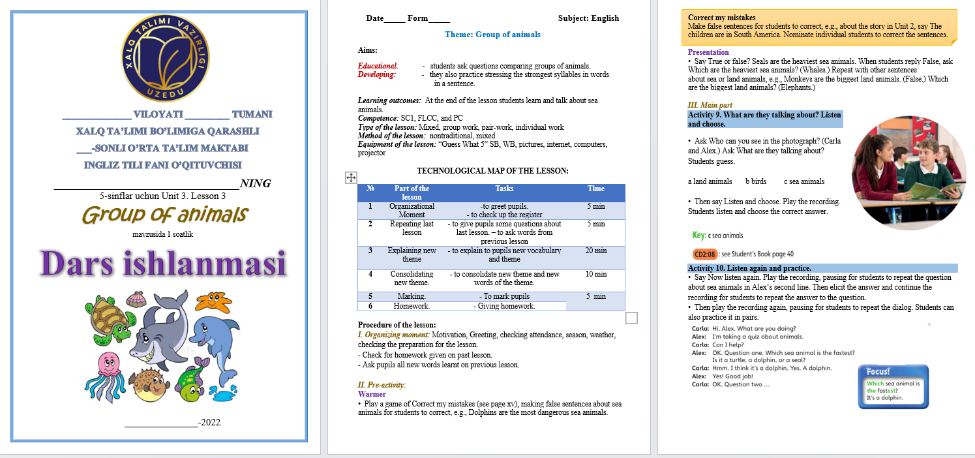 XALQ TA'LIMI VAZIRLIGI
UZEDU
____________ VILOYATI ________ TUMANI
XALQ TA'LIMI BO'LIMIGA QARASHLI
___-SONLI O'RTA TA'LIM MAKTABI
INGLIZ TILI FANI O'QITUVCHISI
______________________________NING
5-sinflar uchun Unit 3. Lesson 3
Group of animals
mavzusida 1 soatlik
Dars ishlanmasi
________________-2022
Date_____ Form_____ Subject: English
Theme: Group of animals
Aims:
Educational: - students ask questions comparing groups of animals.
Developing: - they also practice stressing the strongest syllables in words
in a sentence.
Learning outcomes: At the end of the lesson students learn and talk about sea
animals.
Competence: SC1, FLCC, and PC
Type of the lesson: Mixed, group work, pair-work, individual work
Method of the lesson: nontraditional, mixed
Equipment of the lesson: "Guess What 5" SB, WB, pictures, internet, computers,
projector
TECHNOLOGICAL MAP OF THE LESSON:
№ Part of the lesson Tasks Time
1 Organizational Moment -to greet pupils. - to check up the register 5 min
2 Repeating last lesson - to give pupils some questions about last lesson. – to ask words from previous lesson 5 min
3 Explaining new theme - to explain to pupils new vocabulary and theme 20 min
4 Consolidating new theme. - to consolidate new theme and new words of the theme. 10 min
5 Marking. - To mark pupils 5 min
6 Homework. - Giving homework.
Procedure of the lesson:
I. Organizing moment: Motivation, Greeting, checking attendance, season, weather,
checking the preparation for the lesson.
- Check for homework given on past lesson.
- Ask pupils all new words learnt on previous lesson.
II. Pre-activity:
Warmer
• Play a game of Correct my mistakes (see page xv), making false sentences about sea
animals for students to correct, e.g., Dolphins are the most dangerous sea animals.
Correct my mistakes
Make false sentences for students to correct, e.g., about the story in Unit 2, say The
children are in South America. Nominate individual students to correct the sentences.
Presentation
• Say True or false? Seals are the heaviest sea animals. When students reply False, ask
Which are the heaviest sea animals? (Whales.) Repeat with other sentences
about sea or land animals, e.g., Monkeys are the biggest land animals. (False.) Which
are the biggest land animals? (Elephants.)
III. Main part
Activity 9. What are they talking about? Listen
and choose.
• Ask Who can you see in the photograph? (Carla
and Alex.) Ask What are they talking about?
Students guess.
a land animals b birds c sea animals
• Then say Listen and choose. Play the recording.
Students listen and choose the correct answer.
Key: c sea animals
CD2:08: see Student's Book page 40
Activity 10. Listen again and practice.
• Say Now listen again. Play the recording, pausing for students to repeat the question
about sea animals in Alex's second line. Then elicit the answer and continue the
recording for students to repeat the answer to the question.
• Then play the recording again, pausing for students to repeat the dialog. Students can
also practice it in pairs.
Carla: Hi, Alex. What are you doing?
Alex: I'm taking a quiz about animals.
Carla: Can I help?
Alex: OK. Question one. Which sea animal is the fastest?
Is it a turtle, a dolphin, or a seal?
Carla: Hmm. I think it's a dolphin. Yes. A dolphin.
Alex: Yes! Good job!
Carla: OK. Question two ...
Focus!
Which sea animal is
the fastest?
It's a dolphin.